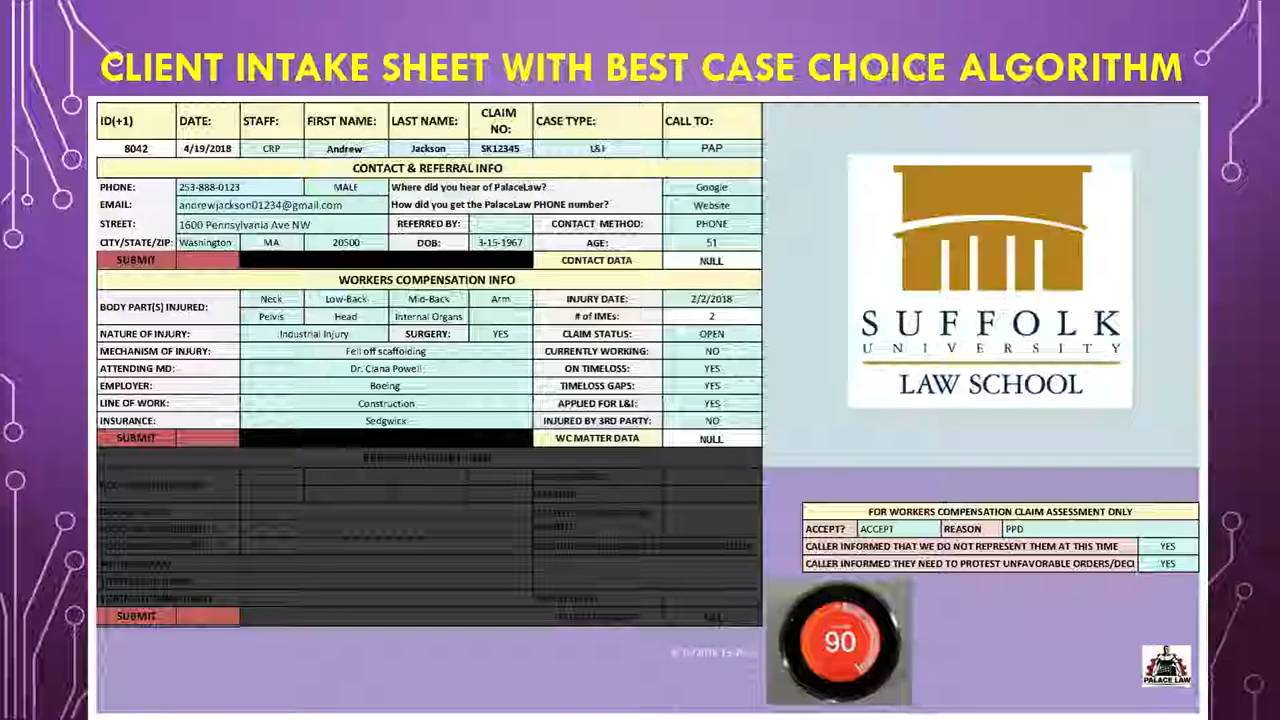 CLIENT INTAKE SHEET WITH BEST CASE CHOICE ALGORITHM
ID(+1) DATE: STAFF: FIRST NAME: LAST NAME: CLAIM NO: CASE TYPE: CALL TO:
8042 4/19/2018 CRP Andrew Jackson SK12345 L&I PAP
CONTACT & REFERRAL INFO
PHONE: 253-888-0123 MALE Where did you hear of PalaceLaw? Google
EMAIL: andrewjackson01234@gmail.com How did you get the PalaceLaw PHONE number? Website
STREET: 1600 Pennsylvania Ave NW REFERRED BY: CONTACT METHOD: PHONE
CITY/STATE/ZIP: Washington MA 20500 DOB: 3-15-1967 AGE: 51
SUBMIT CONTACT DATA NULL
WORKERS COMPENSATION INFO
BODY PART(S) INJURED: Neck Low-Back Mid-Back Arm INJURY DATE: 2/2/2018
Pelvis Head Internal Organs # of IMEs: 2
NATURE OF INJURY: Industrial Injury SURGERY: YES CLAIM STATUS: OPEN
MECHANISM OF INJURY: Fell off scaffolding CURRENTLY WORKING: NO
ATTENDING MD: Dr. Ciana Powell ON TIMELOSS: YES
EMPLOYER: Boeing TIMELOSS GAPS: YES
LINE OF WORK: Construction APPLIED FOR L&I: YES
INSURANCE: Sedgwick INJURED BY 3RD PARTY: NO
SUBMIT WC MATTER DATA NULL
SUBMIT
SUFFOLK
UNIVERSITY
LAW SCHOOL
FOR WORKERS COMPENSATION CLAIM ASSESSMENT ONLY
ACCEPT? ACCEPT REASON PPD
CALLER INFORMED THAT WE DO NOT REPRESENT THEM AT THIS TIME YES
CALLER INFORMED THEY NEED TO PROTEST UNFAVORABLE ORDERS/DECI YES
90
PALACE LAW